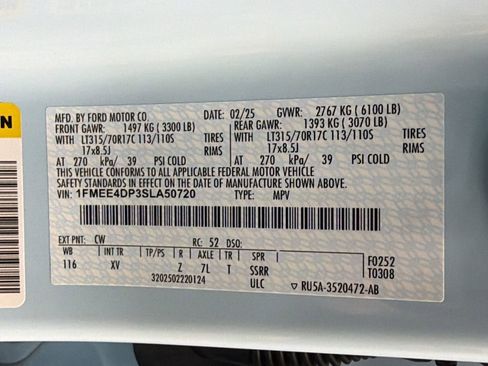 MFD. BY FORD MOTOR CO.
DATE: 02/25 GVWR: 2767 KG ( 6100 LB)
FRONT GAWR: 1497 KG ( 3300 LB) REAR GAWR: 1393 KG ( 3070 LB)
WITH LT315/70R17C 113/110S TIRES WITH LT315/70R17C 113/110S TIRES
17x8.5J RIMS 17x8.5J RIMS
AT 270 kPa/ 39 PSI COLD AT 270 kPa/ 39 PSI COLD
THIS VEHICLE CONFORMS TO ALL APPLICABLE FEDERAL MOTOR VEHICLE
SAFETY AND THEFT PREVENTION STANDARDS IN EFFECT ON THE DATE OF MANUFACTURE
VIN: 1FMEE4DP3SLA50720 TYPE: MPV
EXT PNT: CW RC: 52 DSO: F0252
WB INT TR TP/PS R AXLE TR SPR T0308
116 XV Z 7L T SSRR
3202502220124 ULC ▽ RU5A-3520472-AB